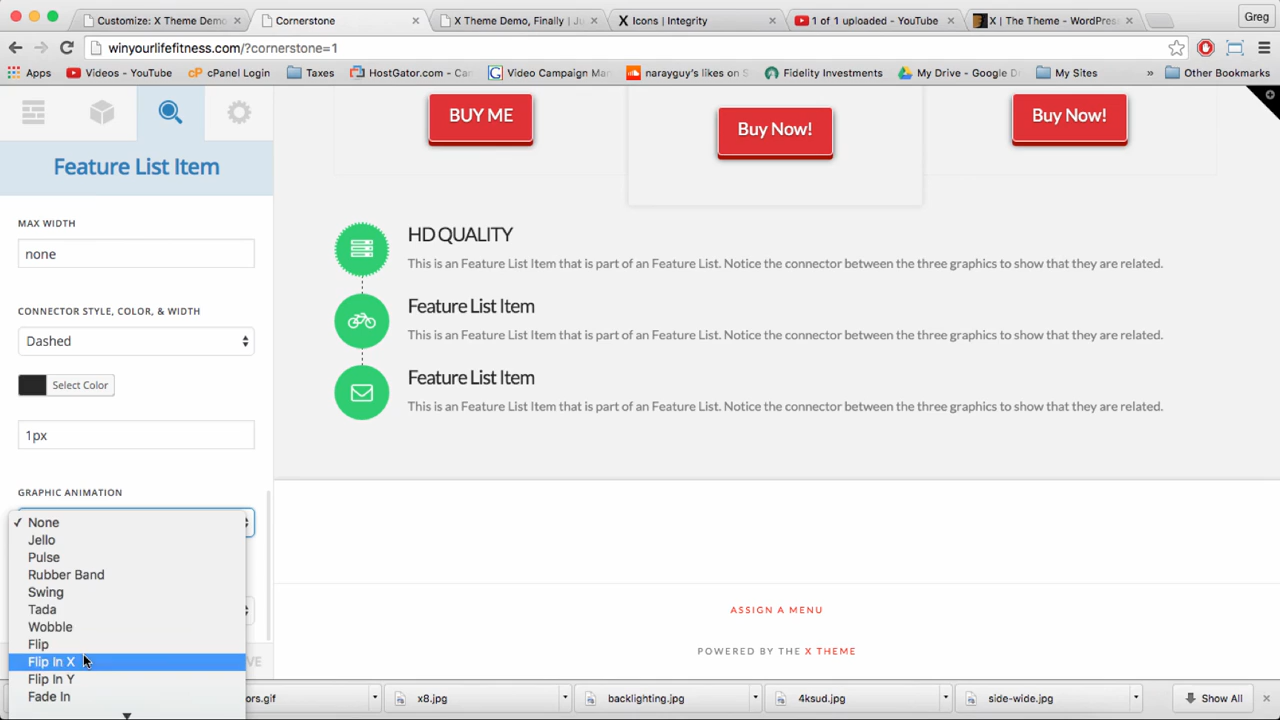 Customize: X Theme Demo
Cornerstone
X Theme Demo, Finally | Ju
Icons | Integrity
1 of 1 uploaded - YouTube
X | The Theme - WordPress
Greg
winyourlifefitness.com/?cornerstone=1
Apps
Videos - YouTube
cPanel Login
Taxes
HostGator.com - Can
Video Campaign Man
narayguy's likes on S
Fidelity Investments
My Drive - Google D
My Sites
»
Other Bookmarks
Feature List Item
MAX WIDTH
none
CONNECTOR STYLE, COLOR, & WIDTH
Dashed
Select Color
1px
GRAPHIC ANIMATION
✓ None
Jello
Pulse
Rubber Band
Swing
Tada
Wobble
Flip
Flip In X
Flip In Y
Fade In
BUY ME
Buy Now!
Buy Now!
HD QUALITY
This is an Feature List Item that is part of an Feature List. Notice the connector between the three graphics to show that they are related.
Feature List Item
This is an Feature List Item that is part of an Feature List. Notice the connector between the three graphics to show that they are related.
Feature List Item
This is an Feature List Item that is part of an Feature List. Notice the connector between the three graphics to show that they are related.
ASSIGN A MENU
POWERED BY THE X THEME
ors.gif
x8.jpg
backlighting.jpg
4ksud.jpg
side-wide.jpg
Show All